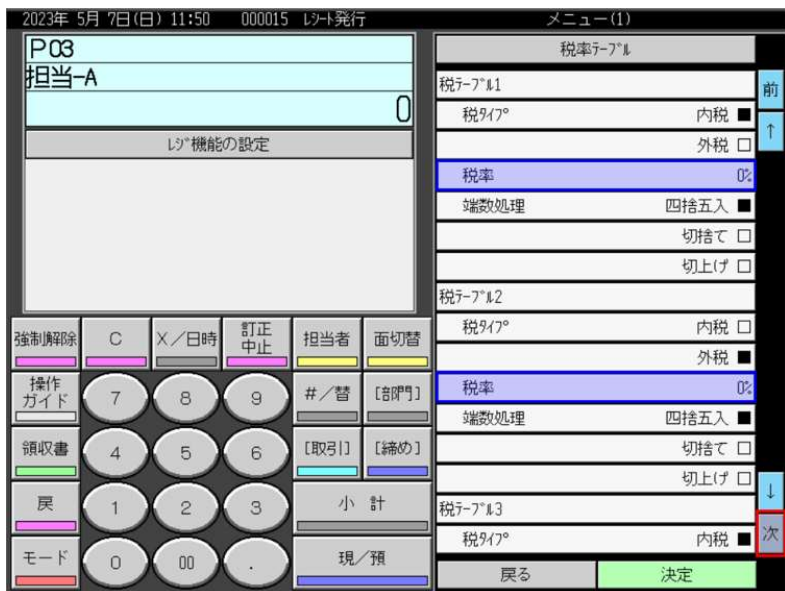 2023年 5月 7日(日) 11:50 000015 ﾚｼｰﾄ発行 メニュー(1)
P03
担当-A
0
ﾚｼﾞ機能の設定
税率ﾃｰﾌﾞﾙ
税ﾃｰﾌﾞﾙ1
税ﾀｲﾌﾟ 内税 ■
外税 □
税率 0%
端数処理 四捨五入 ■
切捨て □
切上げ □
税ﾃｰﾌﾞﾙ2
税ﾀｲﾌﾟ 内税 □
外税 ■
税率 0%
端数処理 四捨五入 ■
切捨て □
切上げ □
税ﾃｰﾌﾞﾙ3
税ﾀｲﾌﾟ 内税 ■
戻る 決定
前
↑
↓
次
強制解除 C X／日時 訂正 中止 担当者 面切替
操作 ガイド 7 8 9 #／替 [部門]
領収書 4 5 6 [取引] [締め]
戻 1 2 3 小 計
モード 0 00 . 現／預